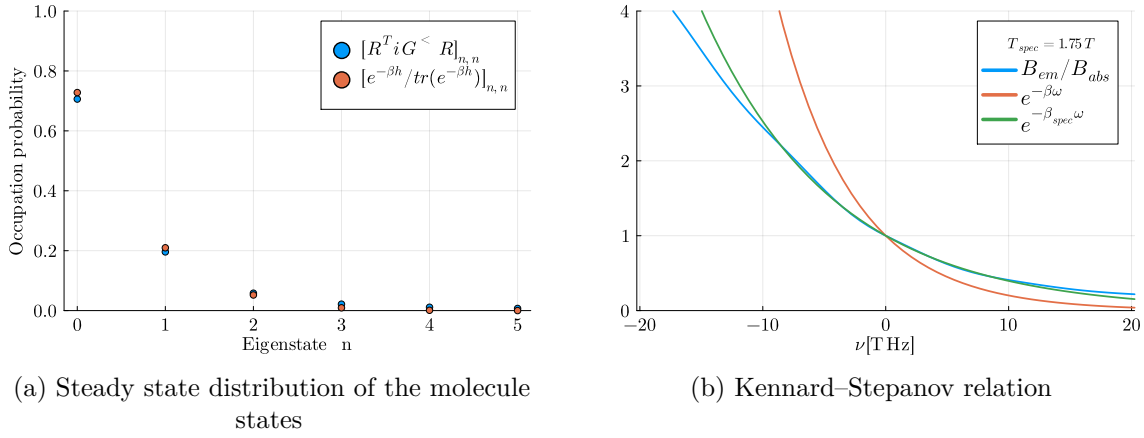 1.0
0.8
0.6
0.4
0.2
0.0
Occupation probability
[R^T iG^< R]_{n,n}
[e^{-βh}/tr(e^{-βh})]_{n,n}
0 1 2 3 4 5
Eigenstate n
(a) Steady state distribution of the molecule
states
4
3
2
1
0
T_{spec} = 1.75 T
B_{em}/B_{abs}
e^{-βω}
e^{-β_{spec}ω}
−20 −10 0 10 20
ν[THz]
(b) Kennard–Stepanov relation